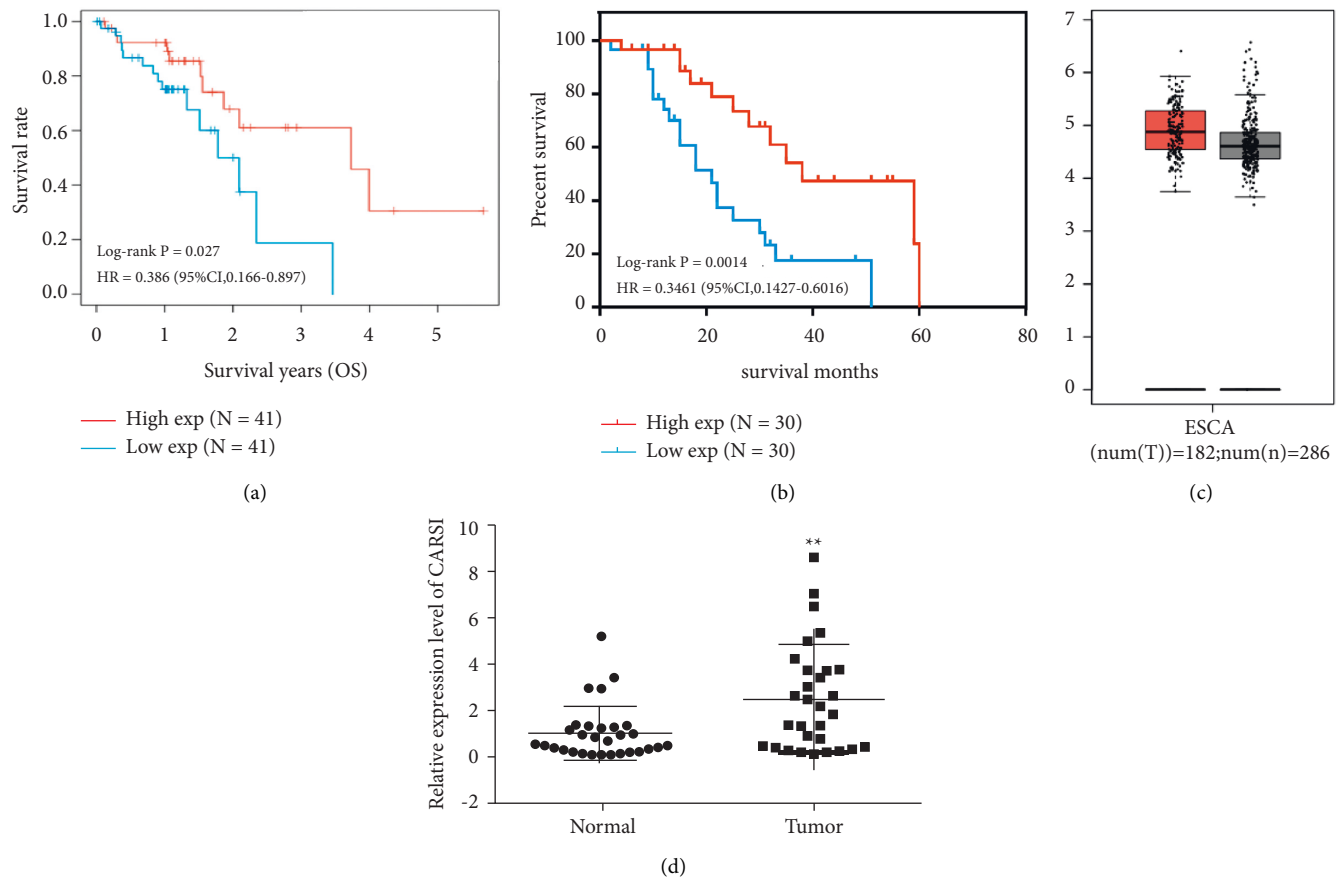 1.0
0.8
0.6
0.4
0.2
0.0
Survival rate
Log-rank P = 0.027
HR = 0.386 (95%CI,0.166-0.897)
0 1 2 3 4 5
Survival years (OS)
High exp (N = 41)
Low exp (N = 41)
(a)
100
80
60
40
20
0
Precent survival
Log-rank P = 0.0014
HR = 0.3461 (95%CI,0.1427-0.6016)
0 20 40 60 80
survival months
High exp (N = 30)
Low exp (N = 30)
(b)
7
6
5
4
3
2
1
0
ESCA
(num(T))=182;num(n)=286
(c)
Relative expression level of CARSI
10
8
6
4
2
0
-2
**
Normal Tumor
(d)